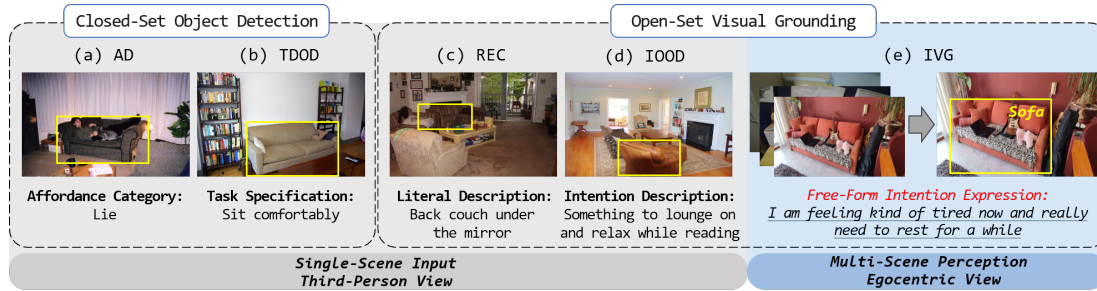 Closed-Set Object Detection
Open-Set Visual Grounding
(a) AD
(b) TDOD
(c) REC
(d) IOOD
(e) IVG
Sofa
Affordance Category:
Lie
Task Specification:
Sit comfortably
Literal Description:
Back couch under
the mirror
Intention Description:
Something to lounge on
and relax while reading
Free-Form Intention Expression:
I am feeling kind of tired now and really
need to rest for a while
Single-Scene Input
Third-Person View
Multi-Scene Perception
Egocentric View